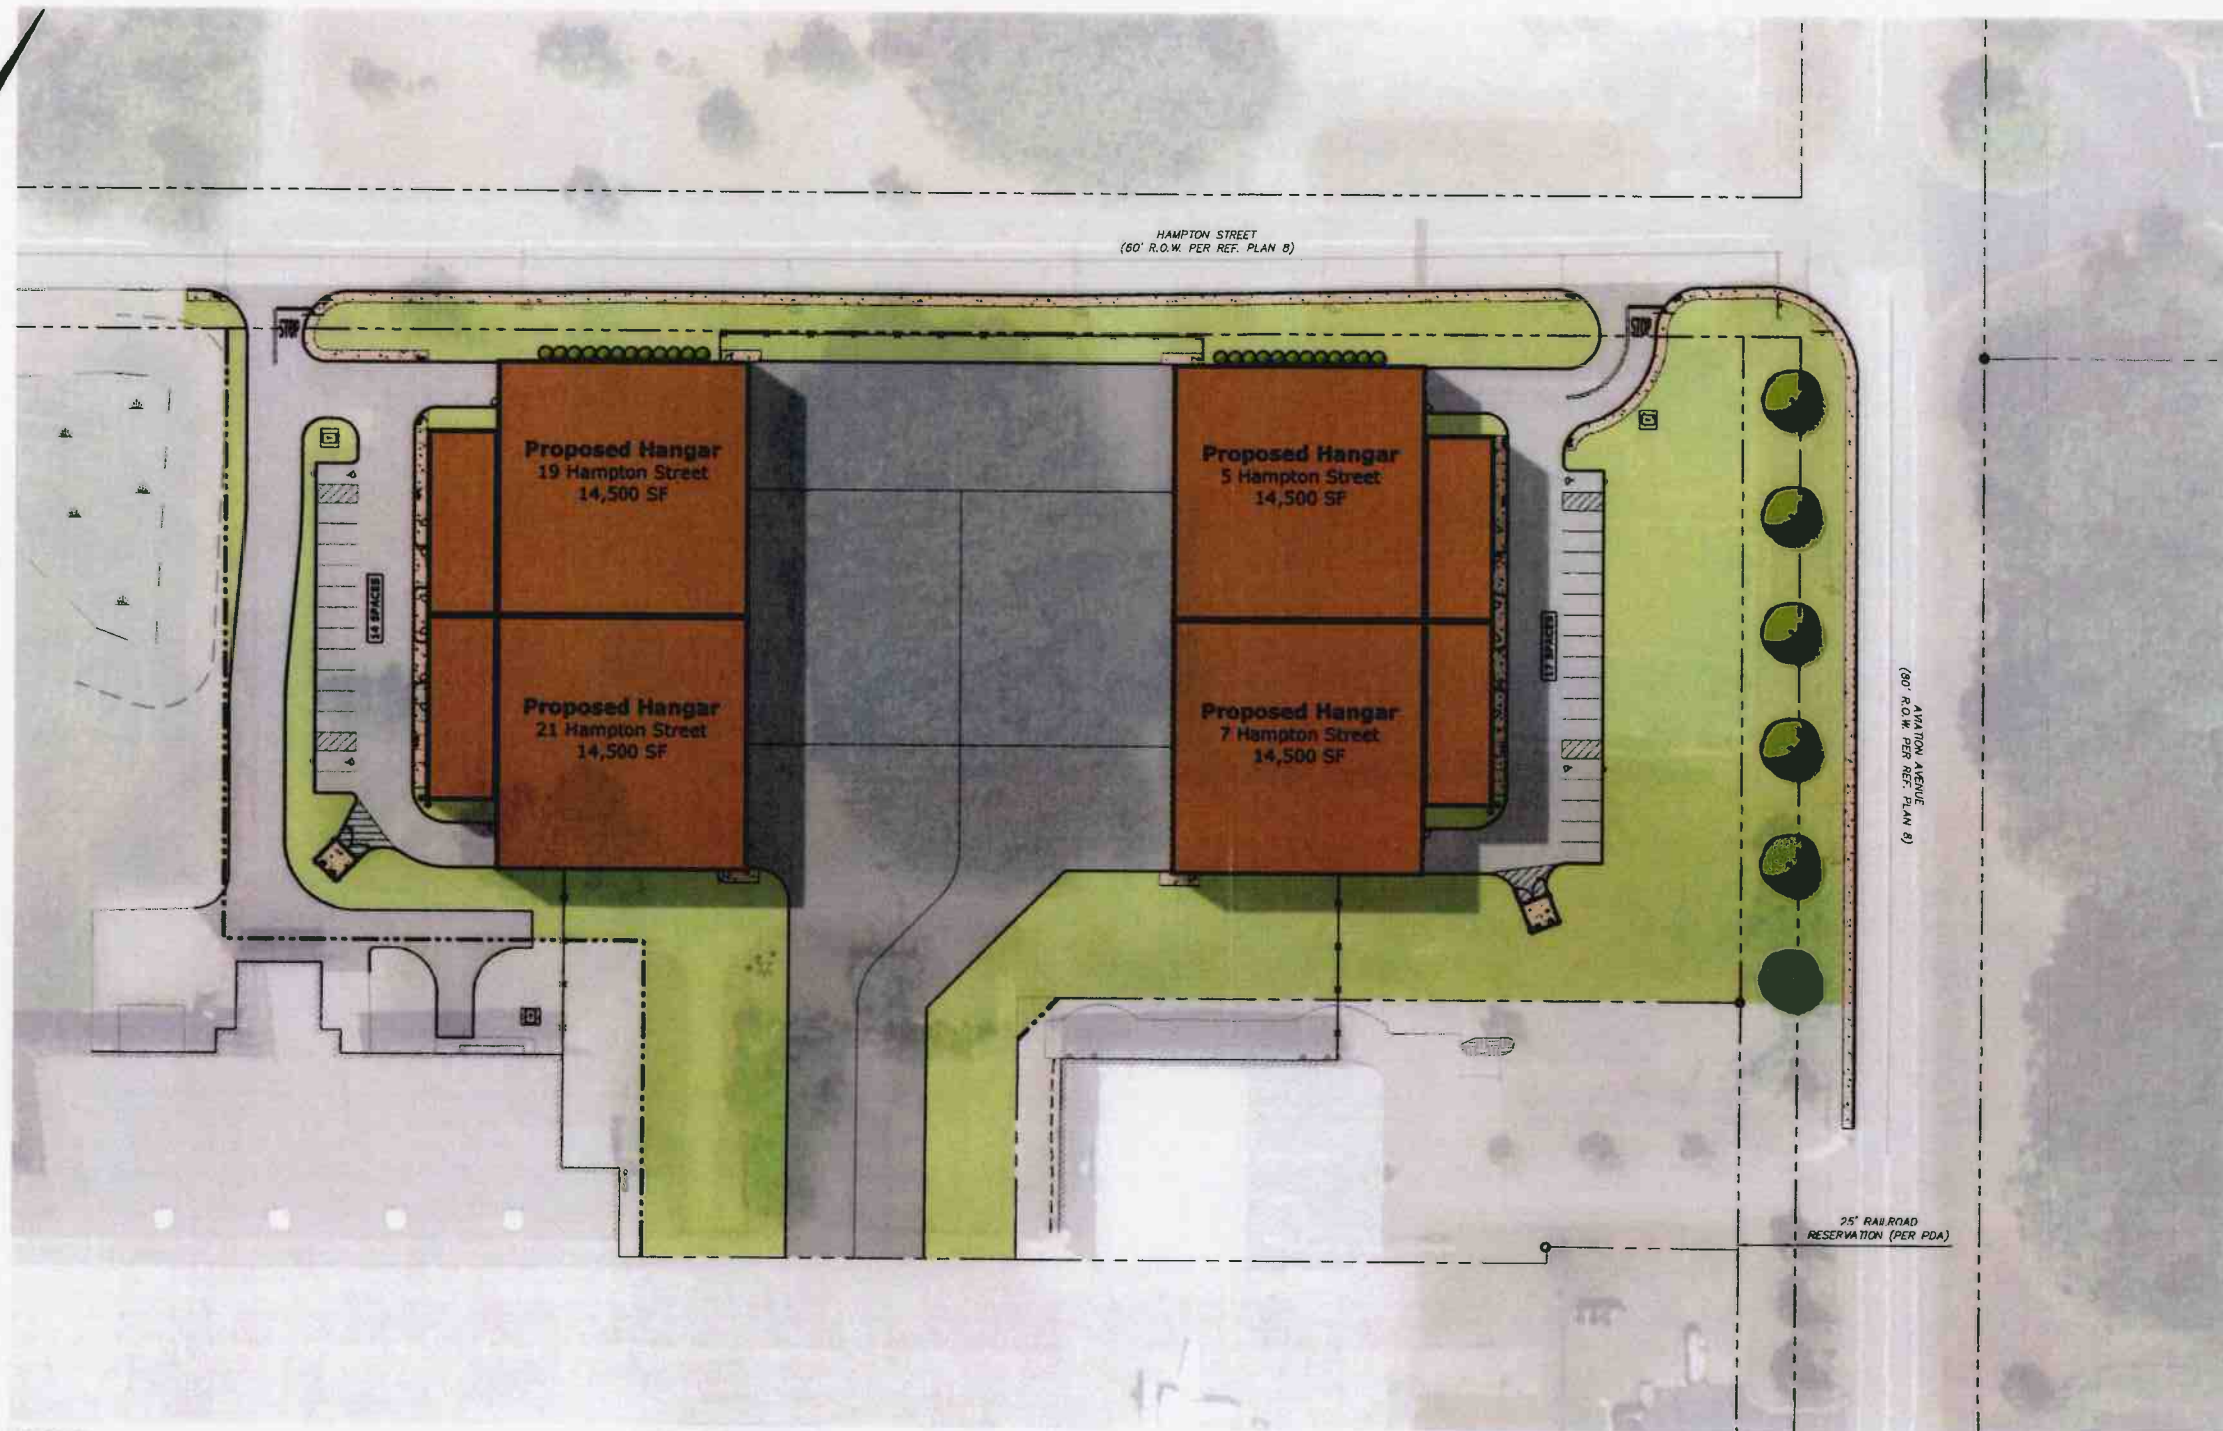 HAMPTON STREET
(60' R.O.W. PER REF. PLAN 8)
STOP
STOP
Proposed Hangar
19 Hampton Street
14,500 SF
Proposed Hangar
5 Hampton Street
14,500 SF
14 SPACES
17 SPACES
Proposed Hangar
21 Hampton Street
14,500 SF
Proposed Hangar
7 Hampton Street
14,500 SF
AVIATION AVENUE
(80' R.O.W. PER REF. PLAN 8)
25' RAILROAD
RESERVATION (PER PDA)